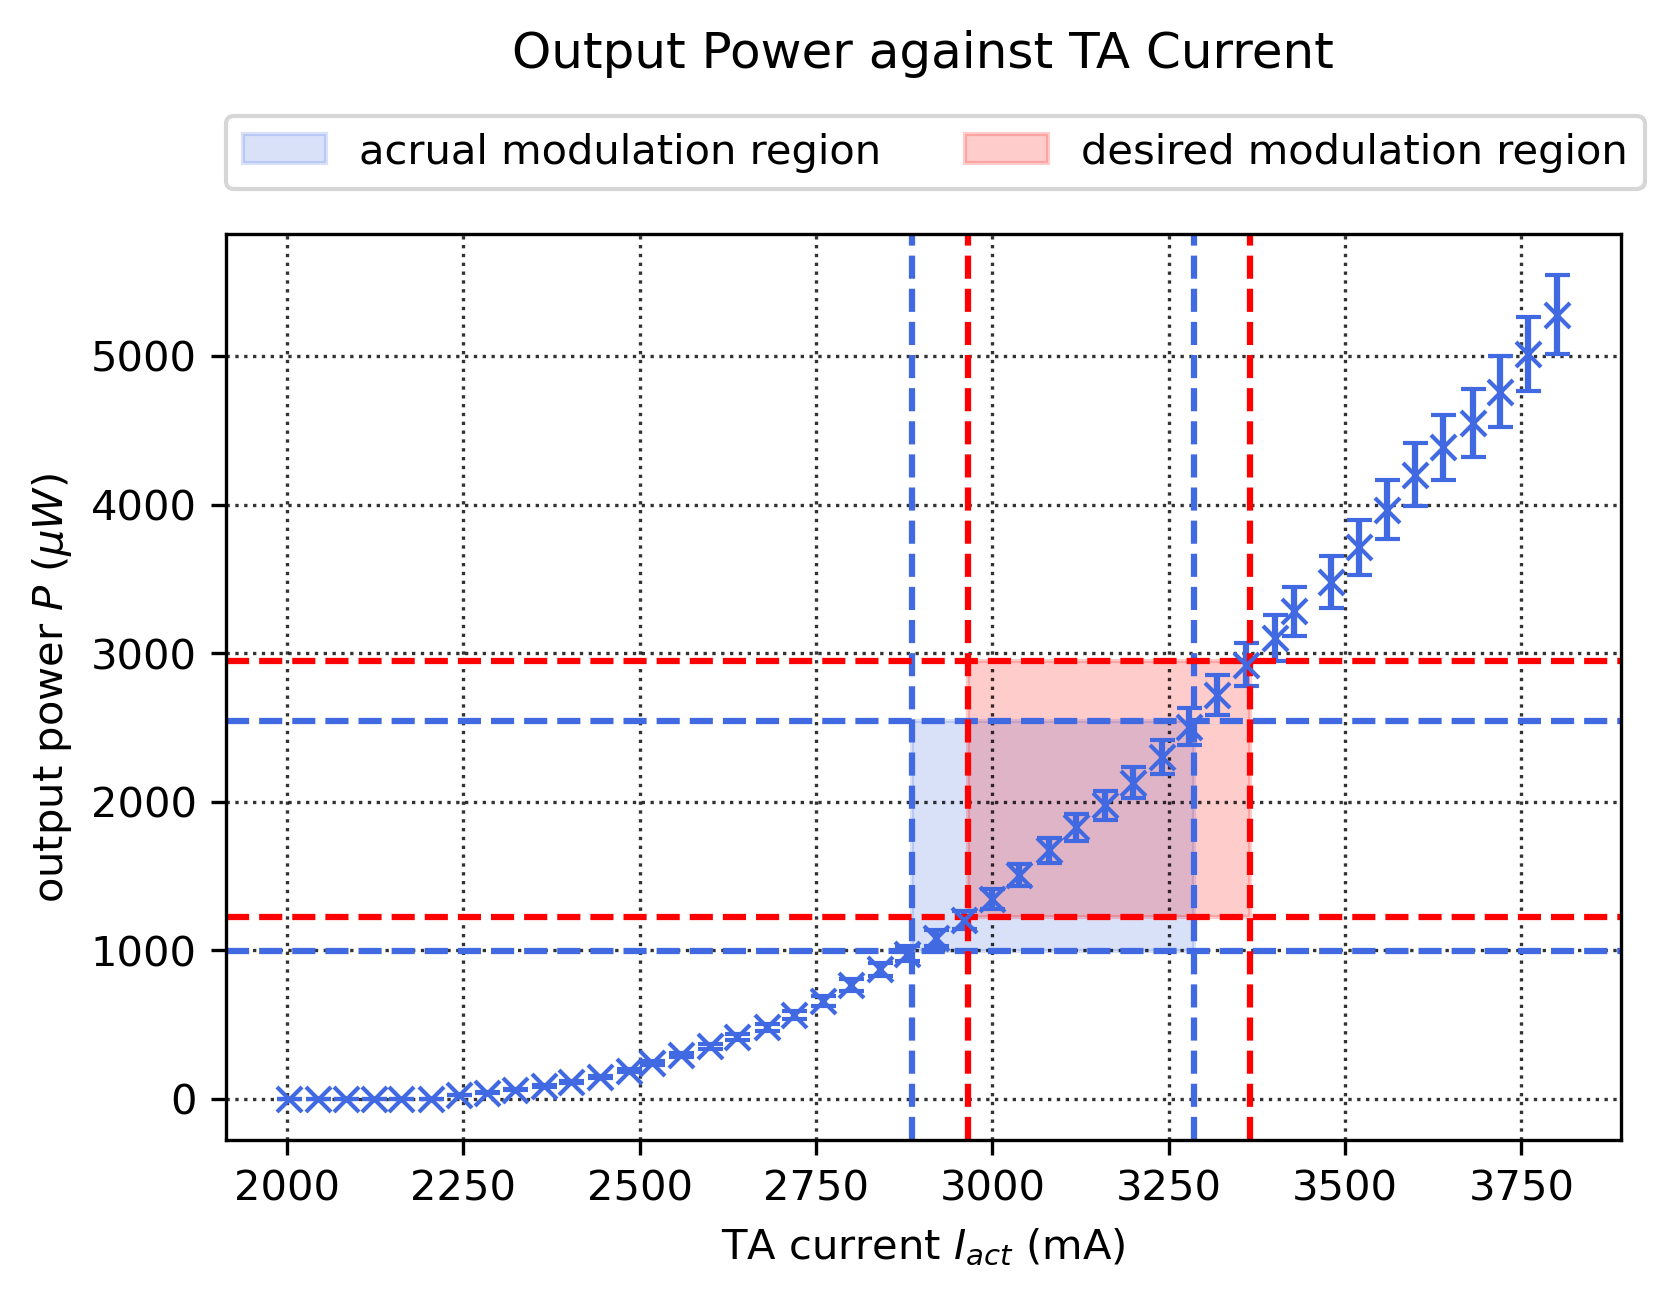 Output Power against TA Current
acrual modulation region
desired modulation region
output power P (μW)
5000
4000
3000
2000
1000
0
2000 2250 2500 2750 3000 3250 3500 3750
TA current I_act (mA)